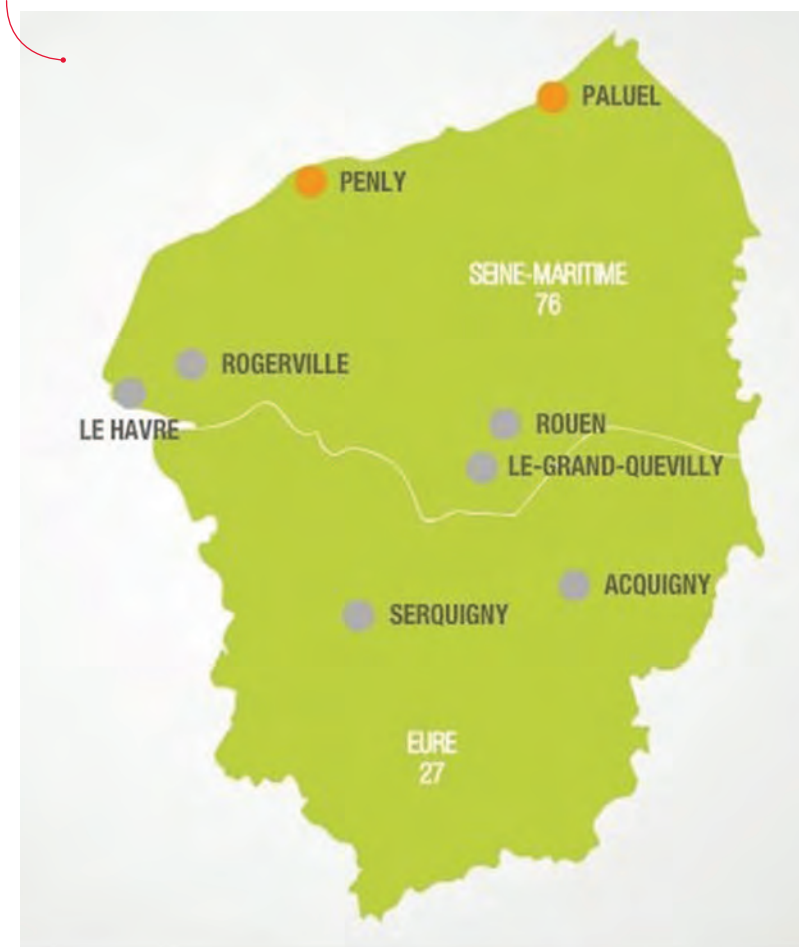 PALUEL
PENLY
SEINE-MARITIME
76
ROGERVILLE
LE HAVRE
ROUEN
LE-GRAND-QUEVILLY
ACQUIGNY
SERQUIGNY
EURE
27